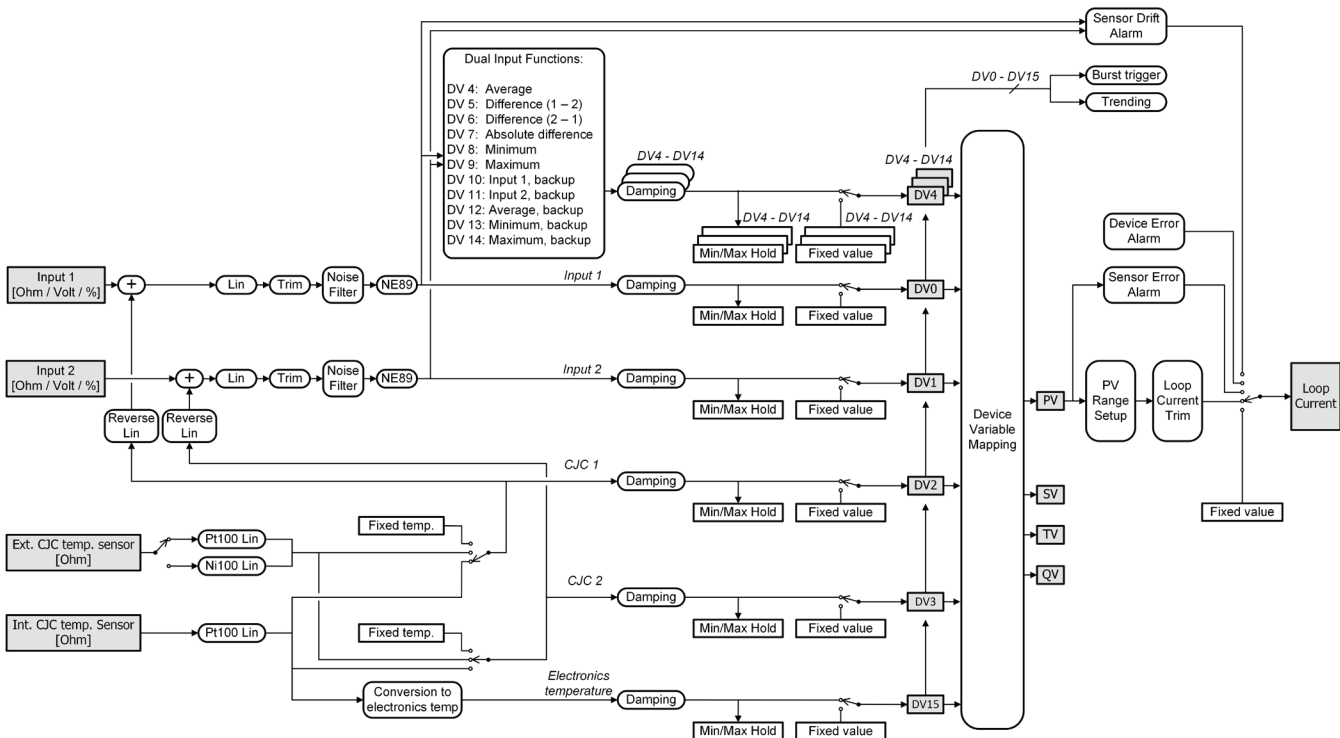 Sensor Drift
Alarm
Dual Input Functions:
DV 4: Average
DV 5: Difference (1 – 2)
DV 6: Difference (2 – 1)
DV 7: Absolute difference
DV 8: Minimum
DV 9: Maximum
DV 10: Input 1, backup
DV 11: Input 2, backup
DV 12: Average, backup
DV 13: Minimum, backup
DV 14: Maximum, backup
DV0 - DV15
Burst trigger
Trending
DV4 - DV14
Damping
DV4 - DV14
DV4
DV4 - DV14
DV4 - DV14
Min/Max Hold
Fixed value
Device Error
Alarm
Sensor Error
Alarm
Input 1
[Ohm / Volt / %]
+
Lin
Trim
Noise
Filter
NE89
Input 1
Damping
Min/Max Hold
Fixed value
DV0
Input 2
[Ohm / Volt / %]
+
Lin
Trim
Noise
Filter
NE89
Input 2
Damping
Min/Max Hold
Fixed value
DV1
Reverse
Lin
Reverse
Lin
Device
Variable
Mapping
PV
PV
Range
Setup
Loop
Current
Trim
Loop
Current
Fixed value
SV
TV
QV
CJC 1
Damping
Min/Max Hold
Fixed value
DV2
Ext. CJC temp. sensor
[Ohm]
Pt100 Lin
Ni100 Lin
Fixed temp.
CJC 2
Damping
Min/Max Hold
Fixed value
DV3
Int. CJC temp. Sensor
[Ohm]
Pt100 Lin
Fixed temp.
Conversion to
electronics temp
Electronics
temperature
Damping
Min/Max Hold
Fixed value
DV15